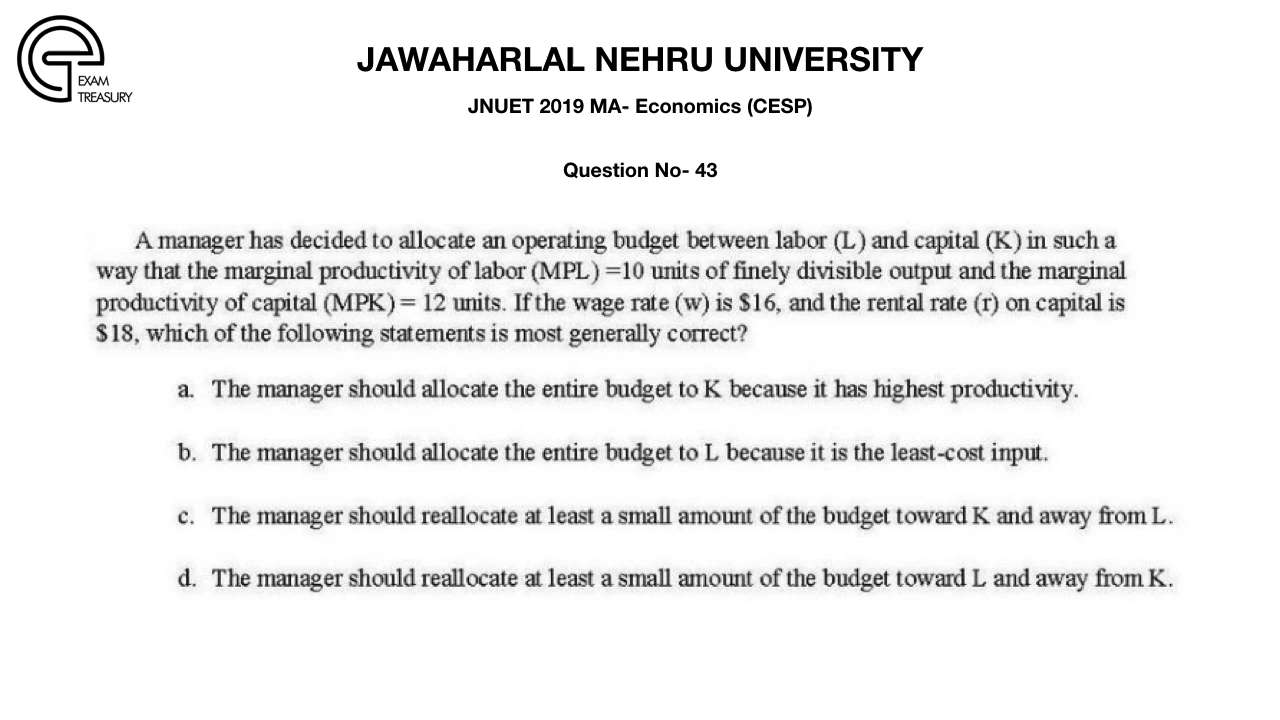 EXAM
TREASURY
JAWAHARLAL NEHRU UNIVERSITY
JNUET 2019 MA- Economics (CESP)
Question No- 43
A manager has decided to allocate an operating budget between labor (L) and capital (K) in such a
way that the marginal productivity of labor (MPL) =10 units of finely divisible output and the marginal
productivity of capital (MPK) = 12 units. If the wage rate (w) is $16, and the rental rate (r) on capital is
$18, which of the following statements is most generally correct?
a. The manager should allocate the entire budget to K because it has highest productivity.
b. The manager should allocate the entire budget to L because it is the least-cost input.
c. The manager should reallocate at least a small amount of the budget toward K and away from L.
d. The manager should reallocate at least a small amount of the budget toward L and away from K.